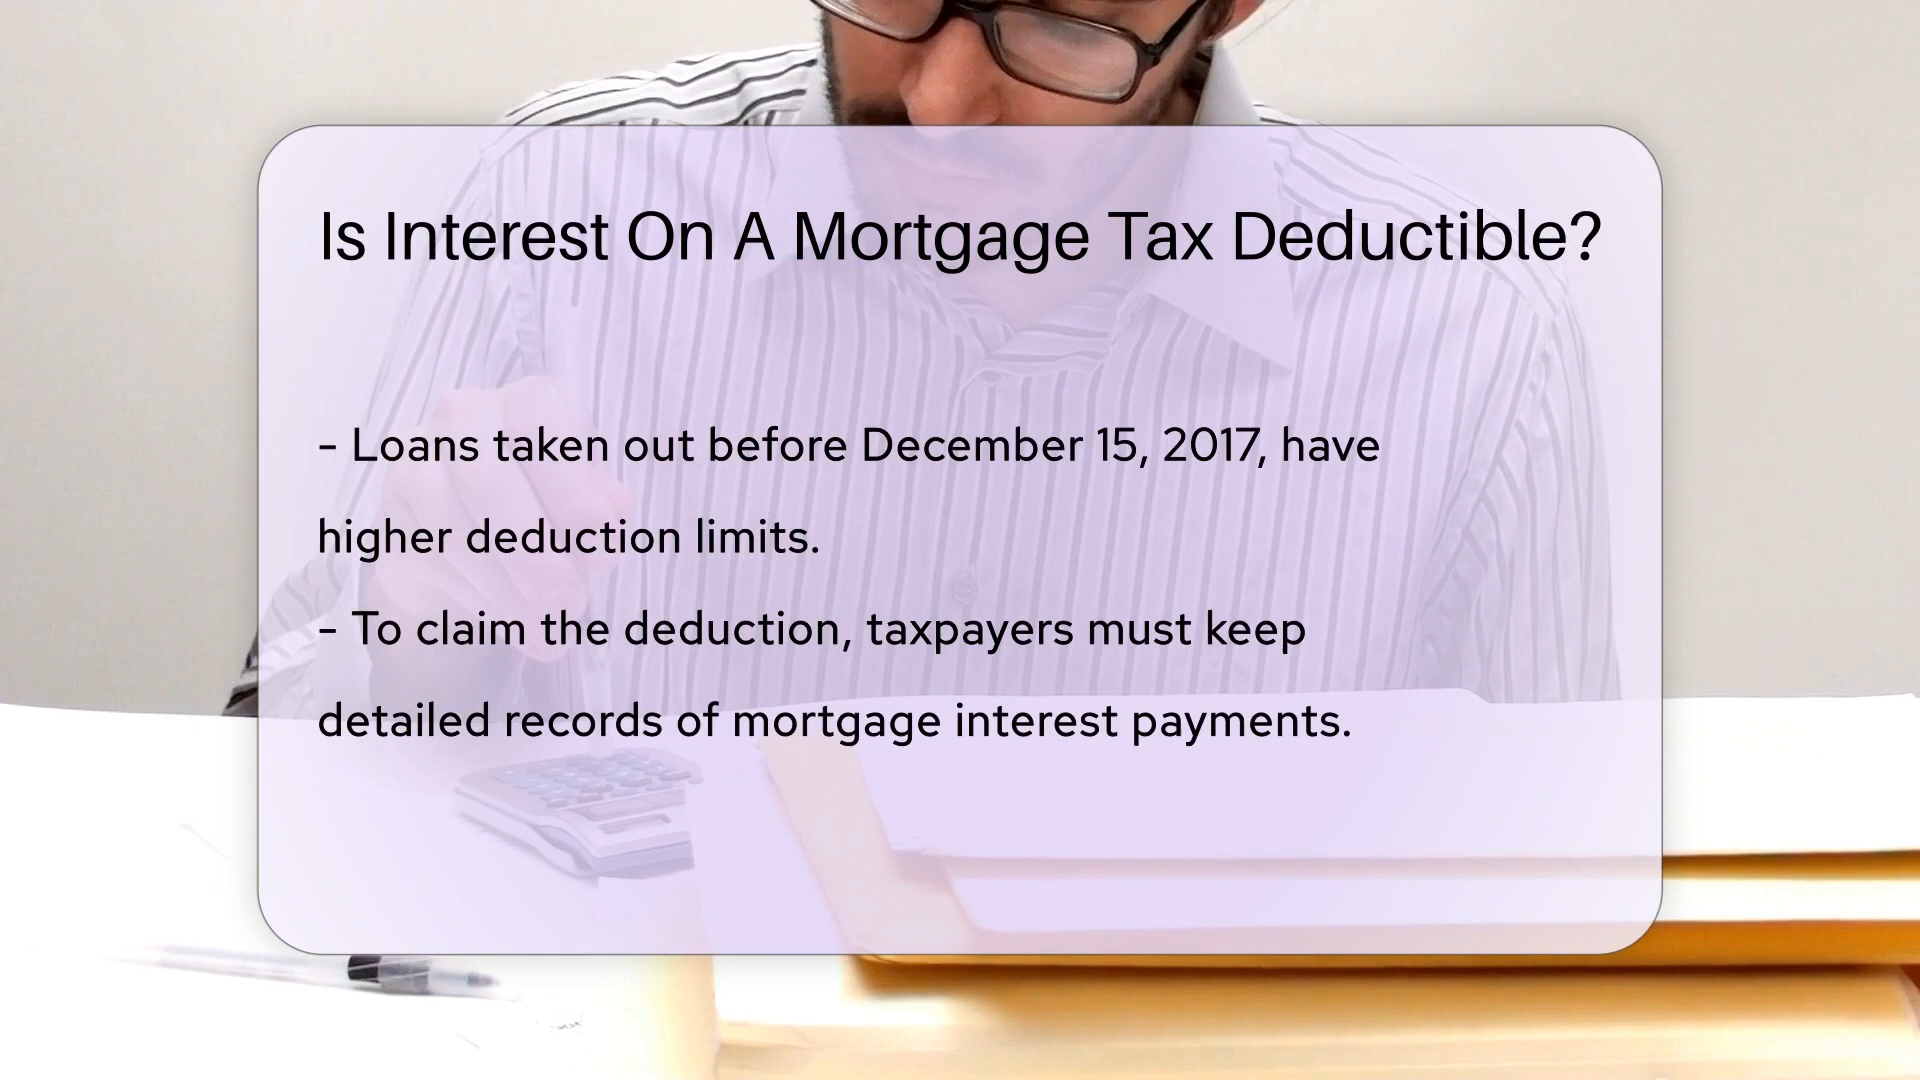 Is Interest On A Mortgage Tax Deductible?
- Loans taken out before December 15, 2017, have
higher deduction limits.
- To claim the deduction, taxpayers must keep
detailed records of mortgage interest payments.